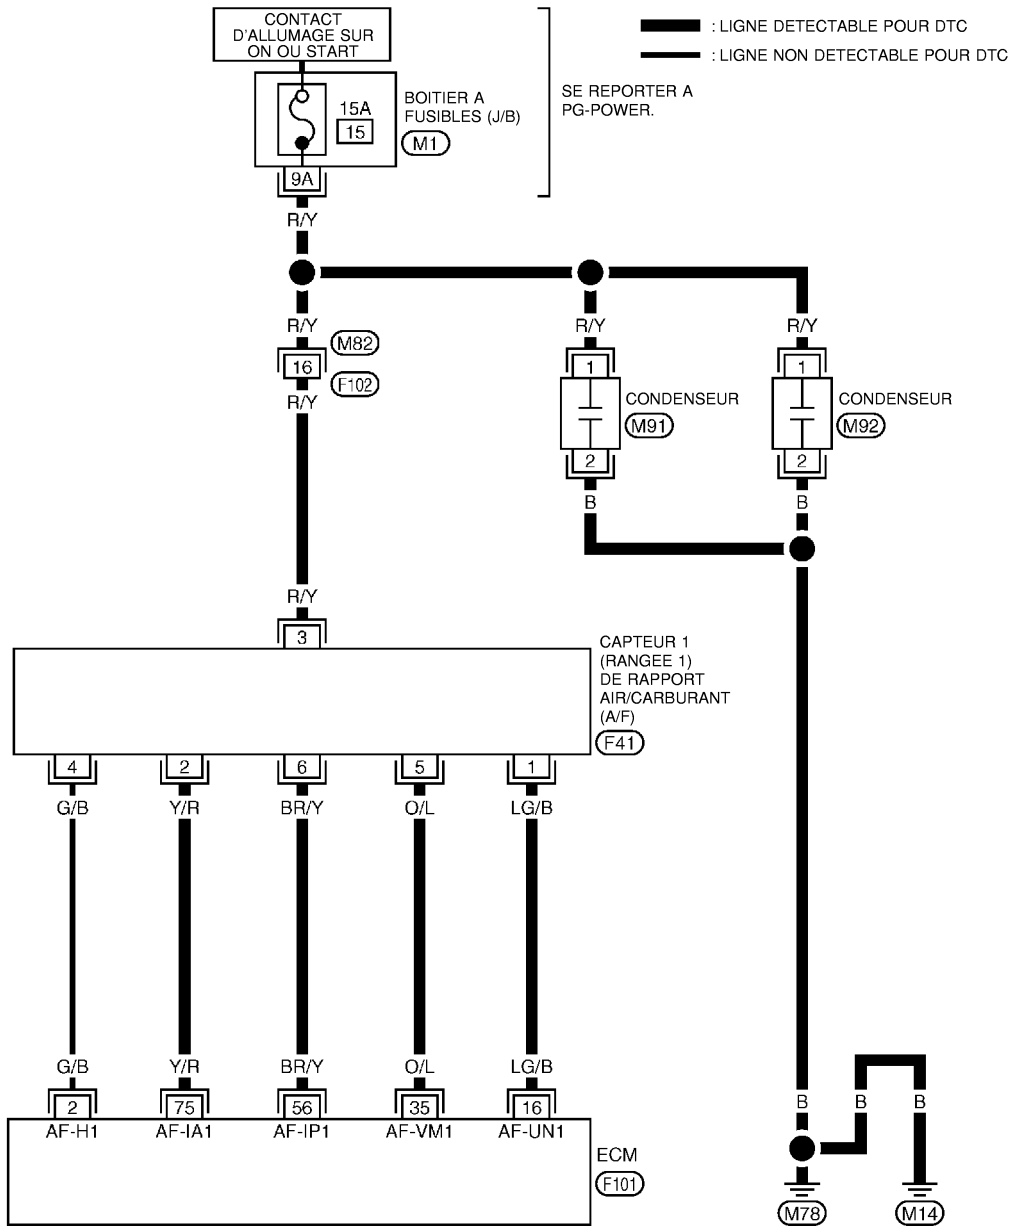 CONTACT
D'ALLUMAGE SUR
ON OU START
: LIGNE DETECTABLE POUR DTC
: LIGNE NON DETECTABLE POUR DTC
15A
15
BOITIER A
FUSIBLES (J/B)
M1
SE REPORTER A
PG-POWER.
9A
R/Y
R/Y
R/Y
R/Y
M82
16
F102
R/Y
1
CONDENSEUR
M91
2
B
1
CONDENSEUR
M92
2
B
R/Y
3
CAPTEUR 1
(RANGEE 1)
DE RAPPORT
AIR/CARBURANT
(A/F)
F41
4
2
6
5
1
G/B
Y/R
BR/Y
O/L
LG/B
G/B
Y/R
BR/Y
O/L
LG/B
2
75
56
35
16
AF-H1
AF-IA1
AF-IP1
AF-VM1
AF-UN1
ECM
F101
B
B
B
M78
M14